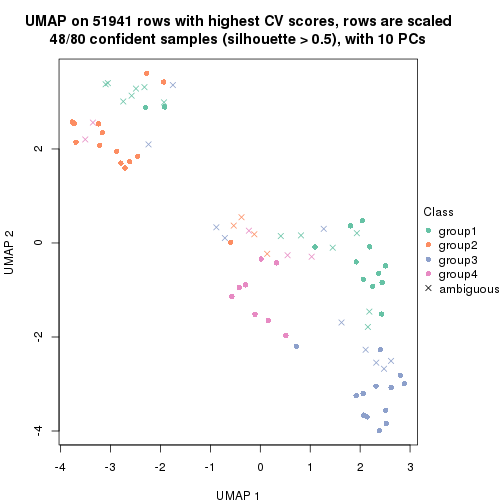 UMAP on 51941 rows with highest CV scores, rows are scaled
48/80 confident samples (silhouette > 0.5), with 10 PCs
UMAP 2
2
0
-2
-4
-4
-3
-2
-1
0
1
2
3
UMAP 1
Class
group1
group2
group3
group4
ambiguous